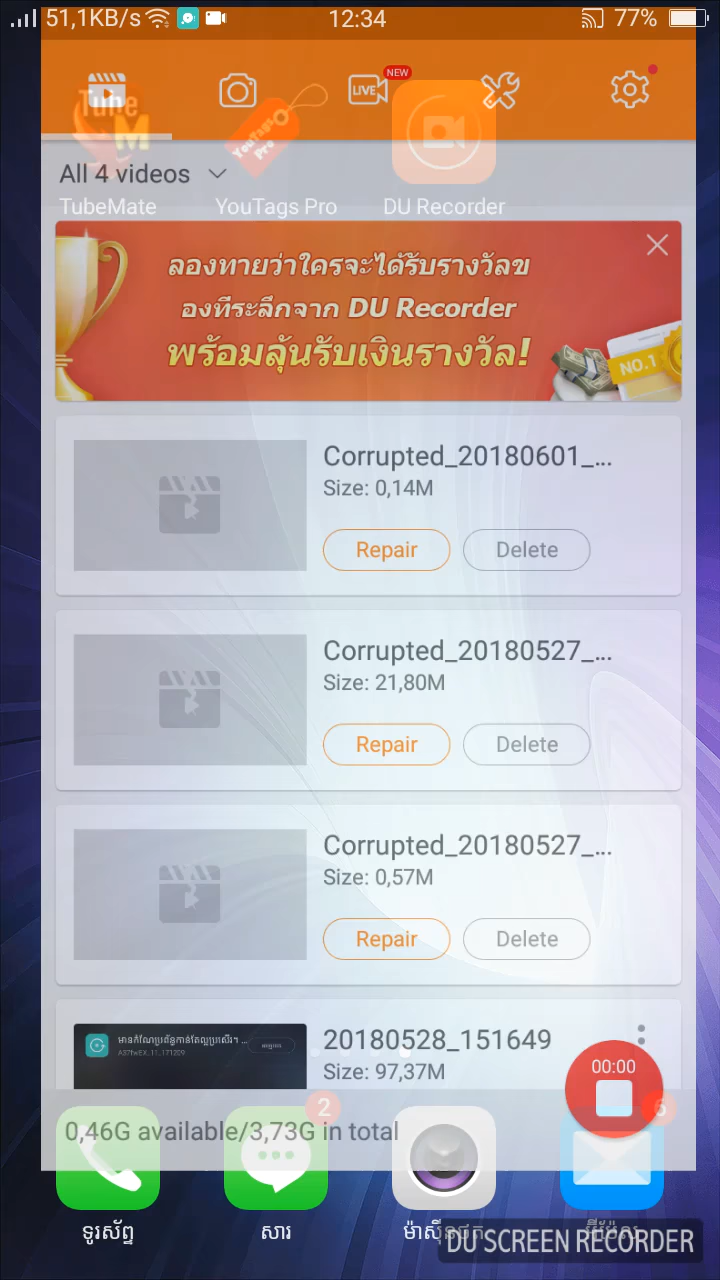 51,1KB/s 12:34 77%
NEW
LIVE
Tube
M
YouTags
Pro
All 4 videos
TubeMate YouTags Pro DU Recorder
ลองทายว่าใครจะได้รับรางวัลข
องที่ระลึกจาก DU Recorder
พร้อมลุ้นรับเงินรางวัล!
NO.1
Corrupted_20180601_...
Size: 0,14M
Repair Delete
Corrupted_20180527_...
Size: 21,80M
Repair Delete
Corrupted_20180527_...
Size: 0,57M
Repair Delete
20180528_151649
Size: 97,37M
00:00
2
6
0,46G available/3,73G in total
ទូរស័ព្ទ សារ
DU SCREEN RECORDER